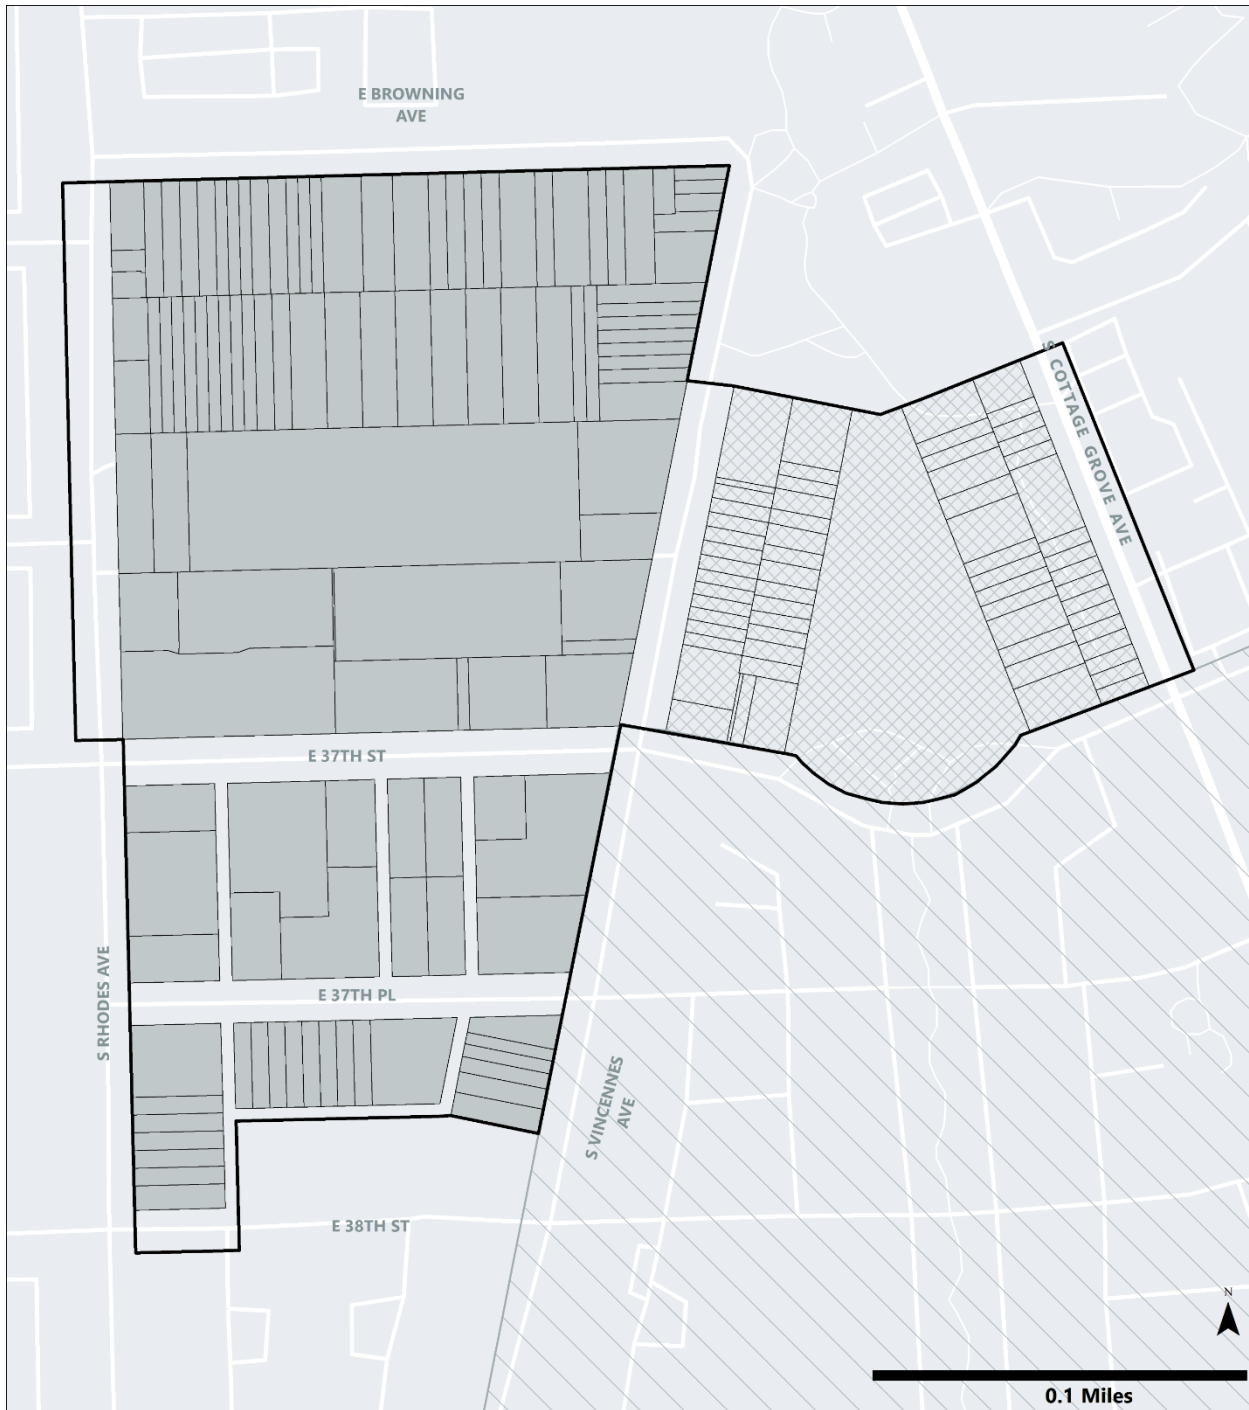 E BROWNING
AVE
S COTTAGE GROVE AVE
E 37TH ST
S RHODES AVE
E 37TH PL
S VINCENNES
AVE
E 38TH ST
N
0.1 Miles